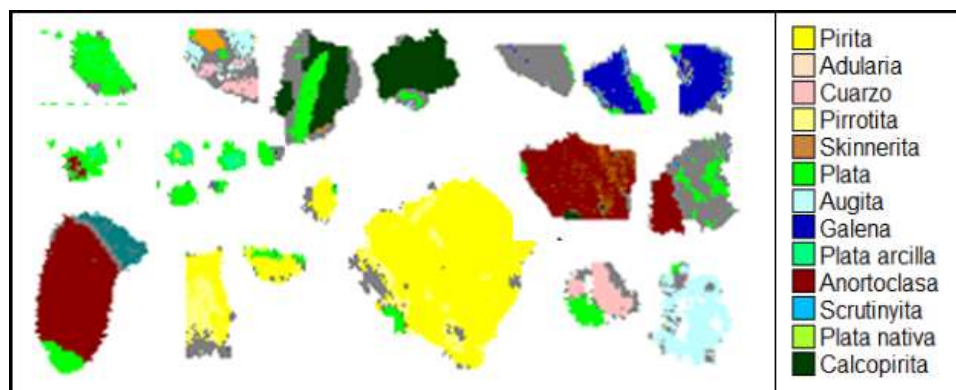 Pirita
Adularia
Cuarzo
Pirrotita
Skinnerita
Plata
Augita
Galena
Plata arcilla
Anortoclasa
Scrutinyita
Plata nativa
Calcopirita